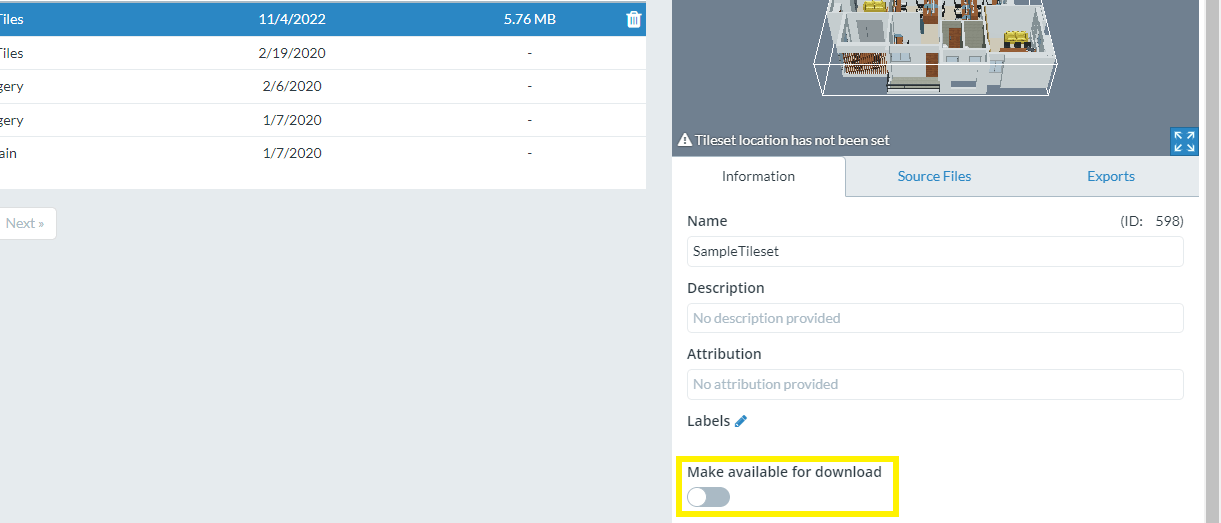 Tiles 11/4/2022 5.76 MB
Tiles 2/19/2020 -
gery 2/6/2020 -
gery 1/7/2020 -
ain 1/7/2020 -
Next »
Tileset location has not been set
Information Source Files Exports
Name (ID: 598)
SampleTileset
Description
No description provided
Attribution
No attribution provided
Labels
Make available for download